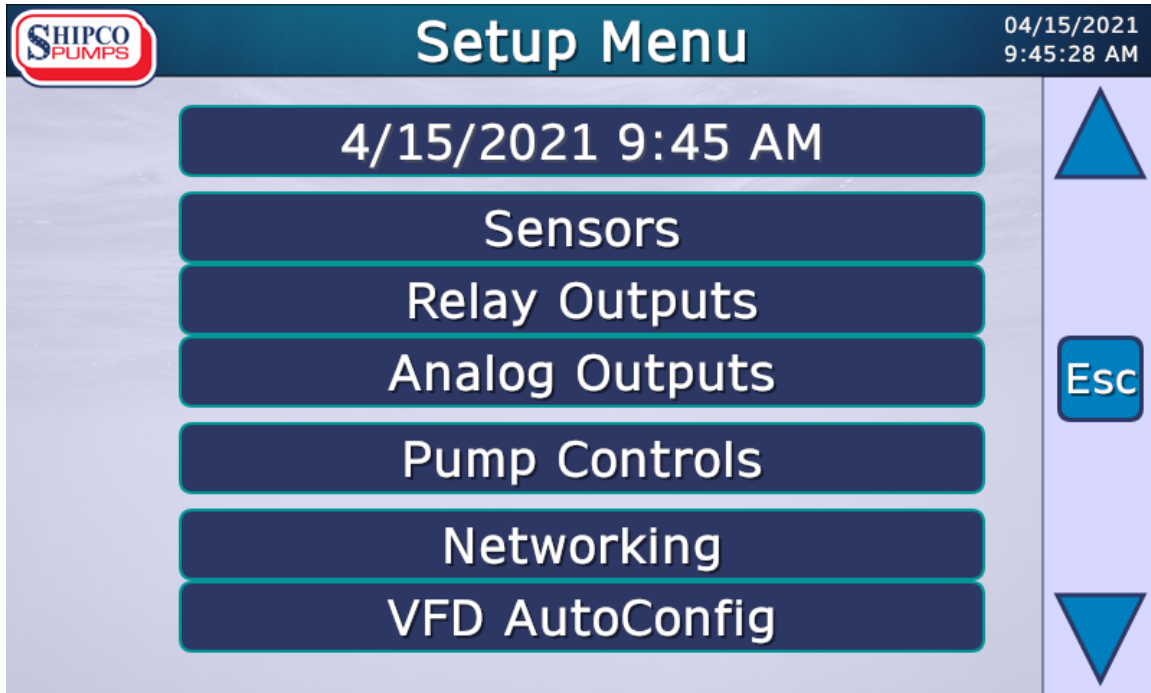 SHIPCO
PUMPS
Setup Menu
04/15/2021
9:45:28 AM
4/15/2021 9:45 AM
Sensors
Relay Outputs
Analog Outputs
Pump Controls
Networking
VFD AutoConfig
Esc